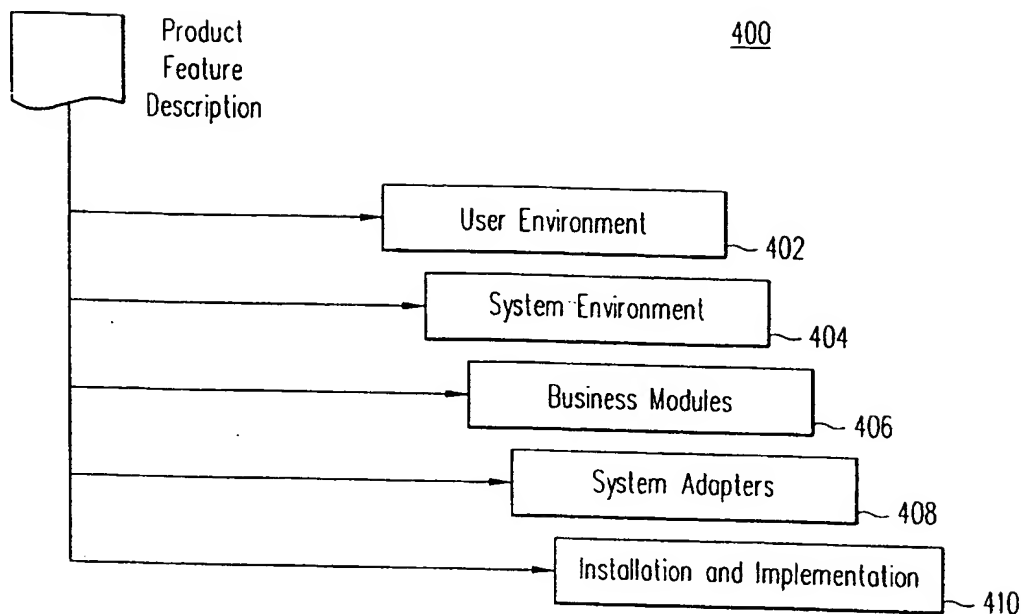 Product
Feature
Description
400
User Environment
402
System Environment
404
Business Modules
406
System Adapters
408
Installation and Implementation
410